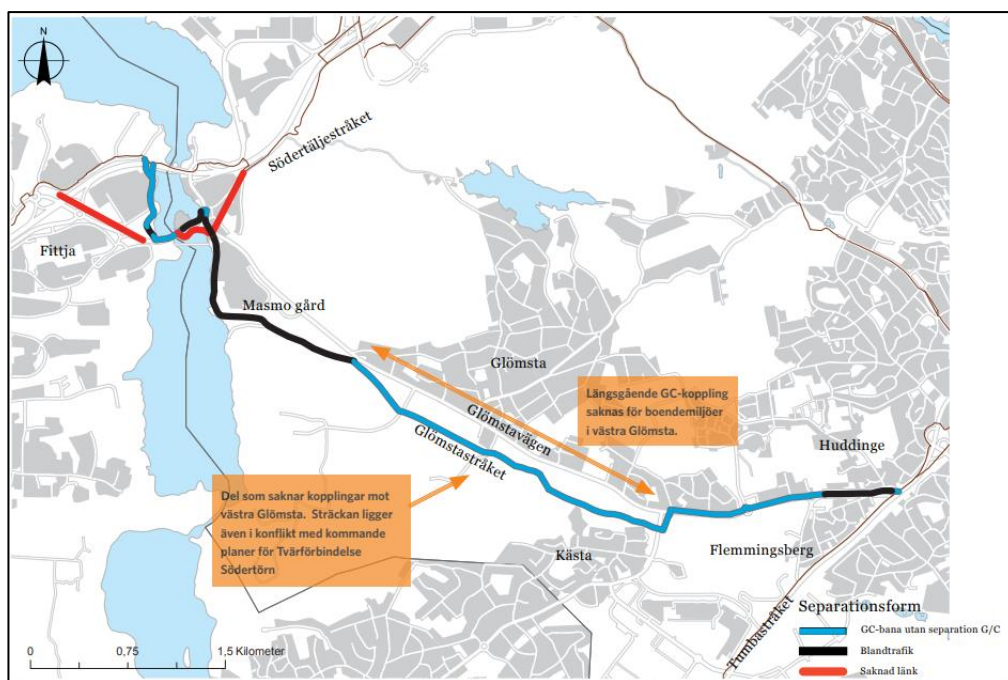 N
Södertäljestråket
Fittja
Masmo gård
Glömsta
Längsgående GC-koppling
saknas för boendemiljöer
i västra Glömsta.
Glömstavägen
Glömstastråket
Huddinge
Del som saknar kopplingar mot
västra Glömsta. Sträckan ligger
även i konflikt med kommande
planer för Tvärförbindelse
Södertörn
Kästa
Flemmingsberg
Tumbastråket
Separationsform
GC-bana utan separation G/C
Blandtrafik
Saknad länk
0 0,75 1,5 Kilometer